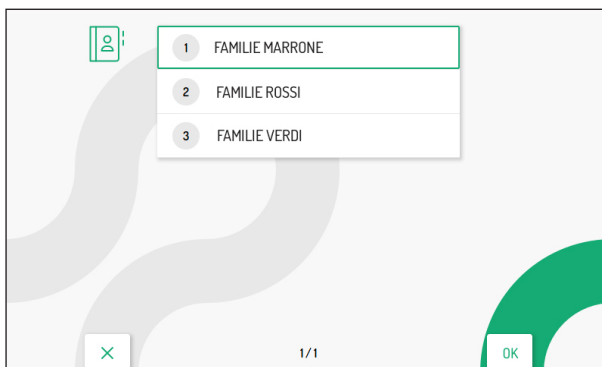 1 FAMILIE MARRONE
2 FAMILIE ROSSI
3 FAMILIE VERDI
1/1
OK